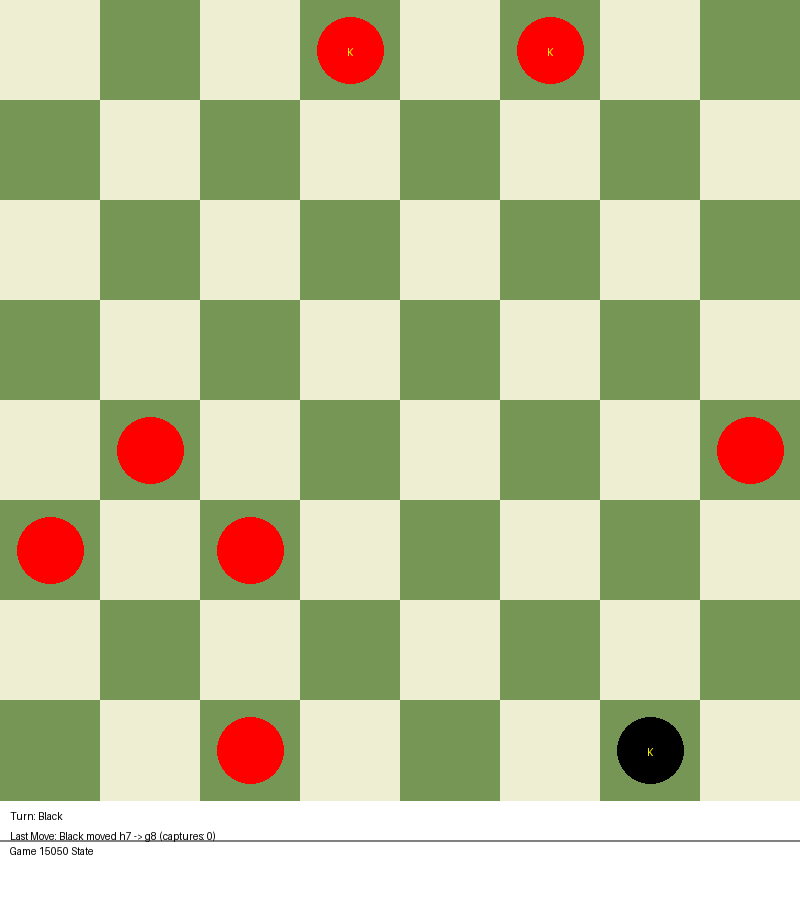 K K
K
Turn: Black
Last Move: Black moved h7 -> g8 (captures: 0)
Game 15050 State